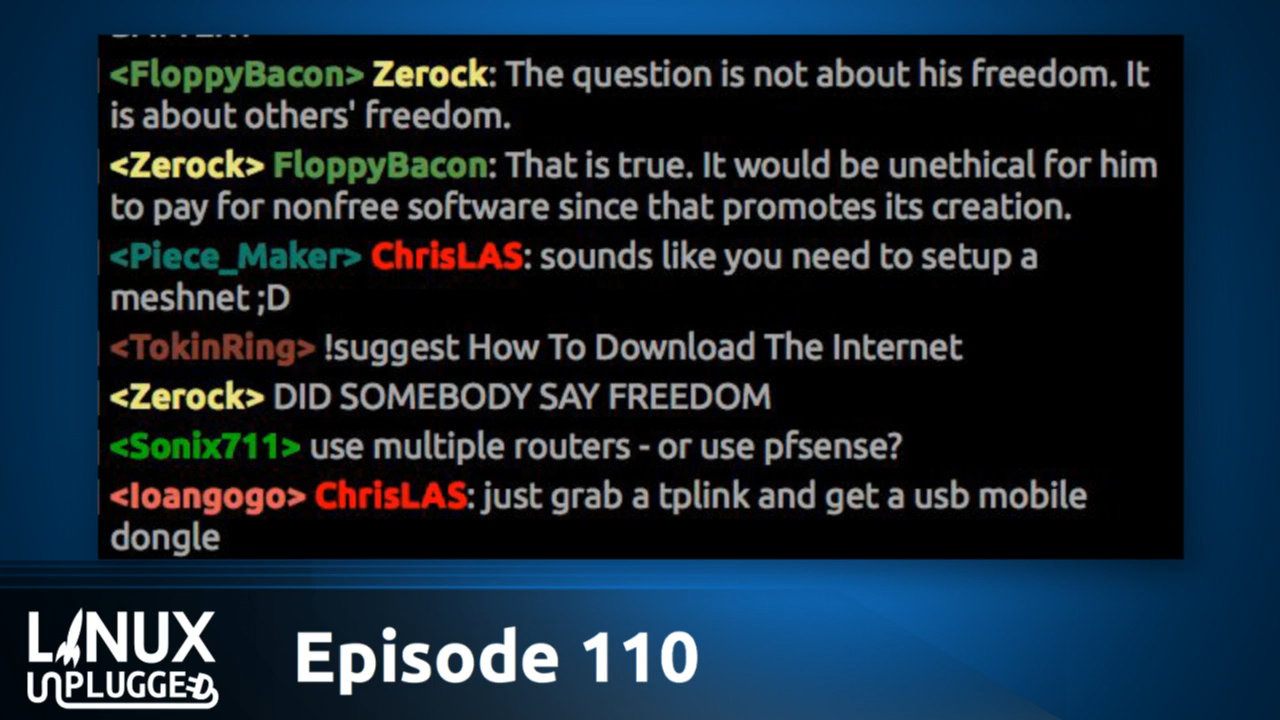 <FloppyBacon> Zerock: The question is not about his freedom. It
is about others' freedom.
<Zerock> FloppyBacon: That is true. It would be unethical for him
to pay for nonfree software since that promotes its creation.
<Piece_Maker> ChrisLAS: sounds like you need to setup a
meshnet ;D
<TokinRing> !suggest How To Download The Internet
<Zerock> DID SOMEBODY SAY FREEDOM
<Sonix711> use multiple routers - or use pfsense?
<loangogo> ChrisLAS: just grab a tplink and get a usb mobile
dongle
LINUX
UNPLUGGED
Episode 110